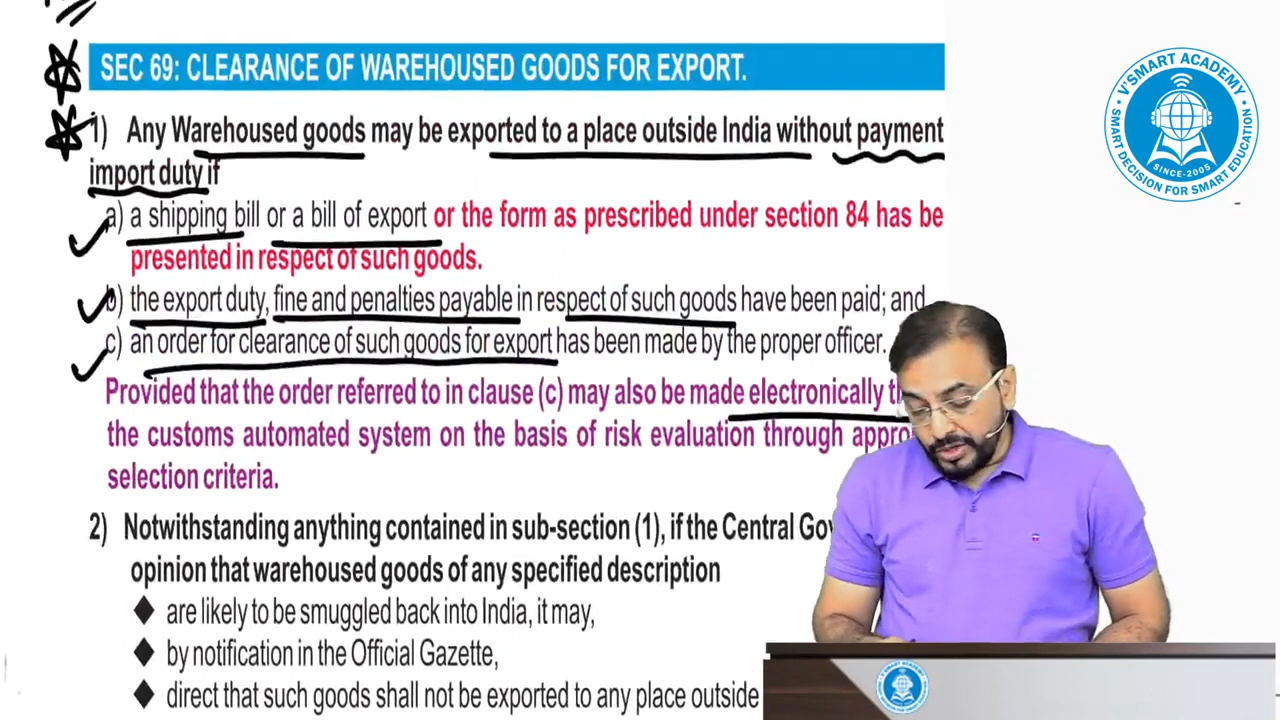 SEC 69: CLEARANCE OF WAREHOUSED GOODS FOR EXPORT.
1) Any Warehoused goods may be exported to a place outside India without payment
import duty if
a) a shipping bill or a bill of export or the form as prescribed under section 84 has be
presented in respect of such goods.
b) the export duty, fine and penalties payable in respect of such goods have been paid; and
c) an order for clearance of such goods for export has been made by the proper officer.
Provided that the order referred to in clause (c) may also be made electronically
the customs automated system on the basis of risk evaluation through
selection criteria.
2) Notwithstanding anything contained in sub-section (1), if the Central
opinion that warehoused goods of any specified description
◆ are likely to be smuggled back into India, it may,
◆ by notification in the Official Gazette,
◆ direct that such goods shall not be exported to any place outside
V'SMART ACADEMY
SINCE-2005
SMART DECISION FOR SMART EDUCATION